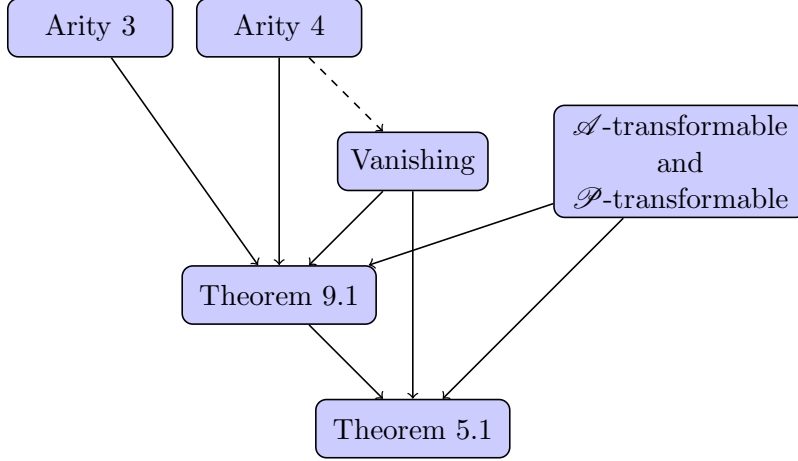 Arity 3
Arity 4
Vanishing
𝒜-transformable
and
𝒫-transformable
Theorem 9.1
Theorem 5.1